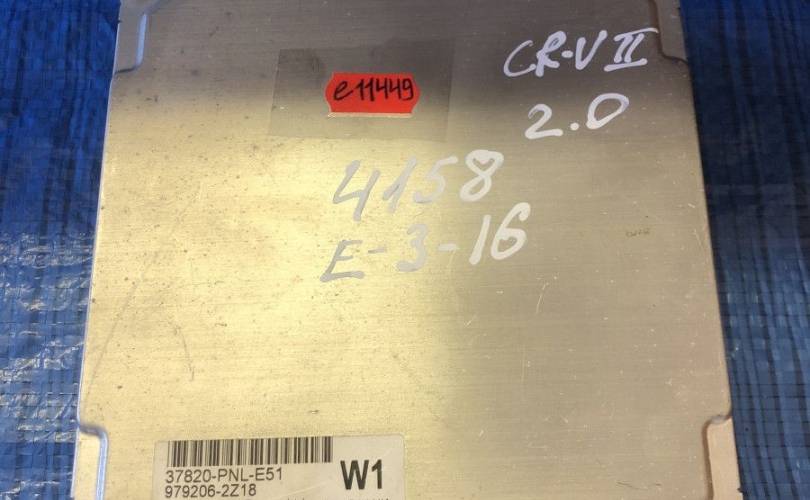 CR-V II
2.0
e11449
4158
E-3-16
37820-PNL-E51
979206-2Z18
W1